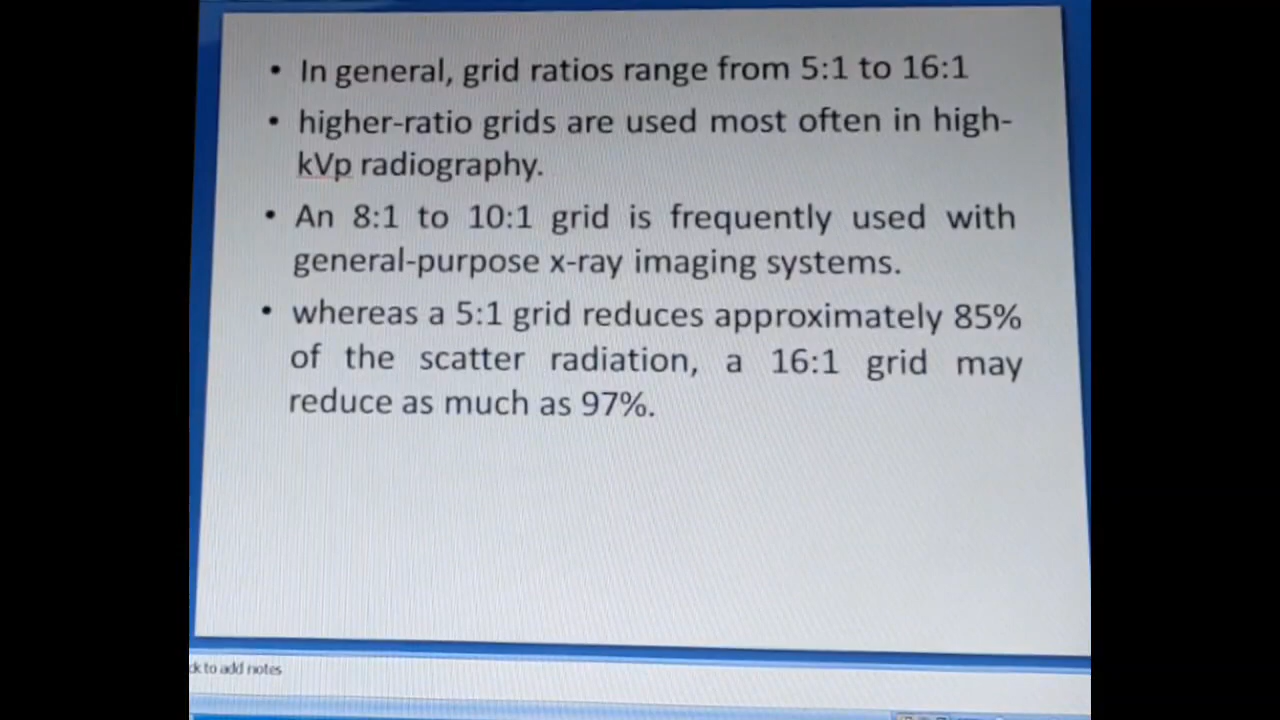 • In general, grid ratios range from 5:1 to 16:1
• higher-ratio grids are used most often in high-
kVp radiography.
• An 8:1 to 10:1 grid is frequently used with
general-purpose x-ray imaging systems.
• whereas a 5:1 grid reduces approximately 85%
of the scatter radiation, a 16:1 grid may
reduce as much as 97%.
to add notes